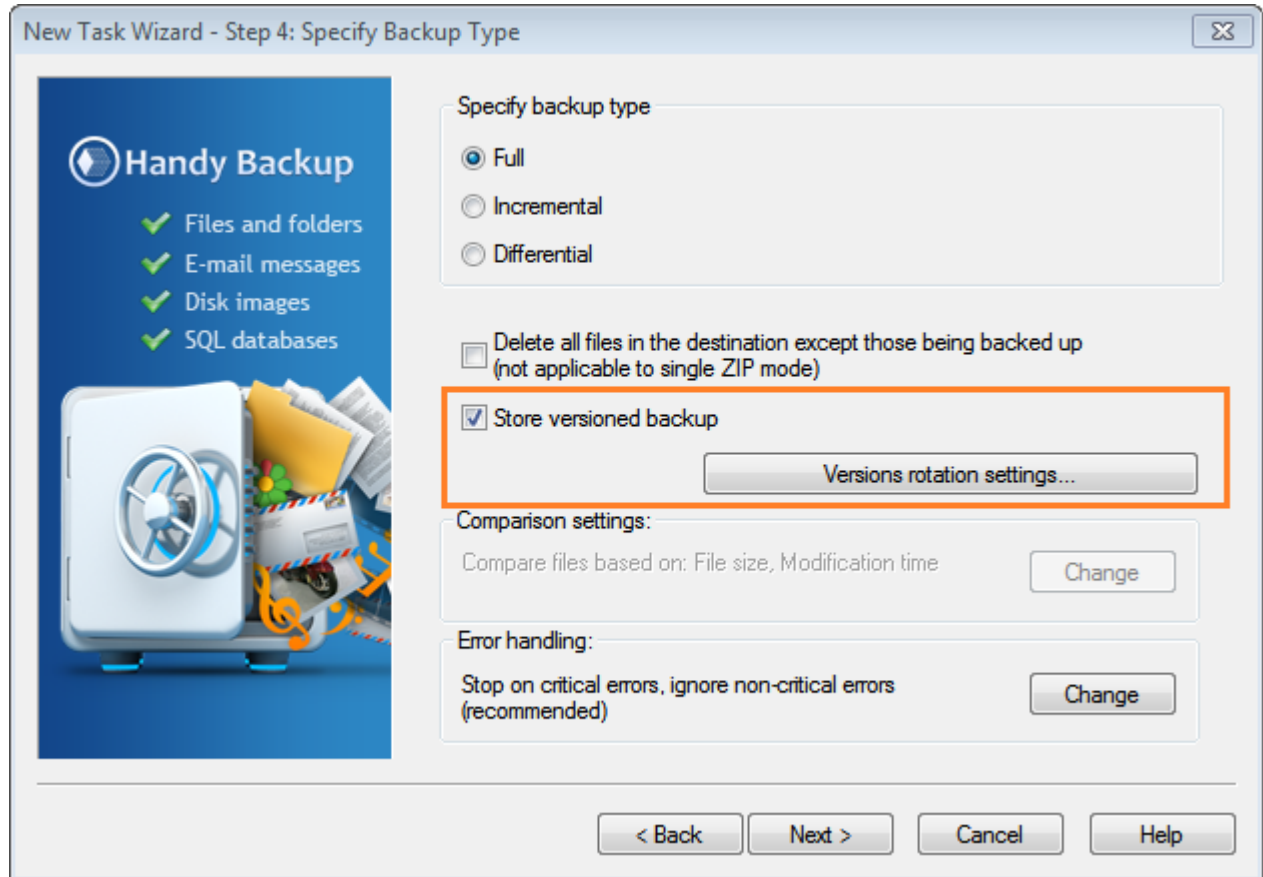 New Task Wizard - Step 4: Specify Backup Type
Handy Backup
Files and folders
E-mail messages
Disk images
SQL databases
Specify backup type
Full
Incremental
Differential
Delete all files in the destination except those being backed up
(not applicable to single ZIP mode)
Store versioned backup
Versions rotation settings...
Comparison settings:
Compare files based on: File size, Modification time
Change
Error handling:
Stop on critical errors, ignore non-critical errors
(recommended)
Change
< Back
Next >
Cancel
Help